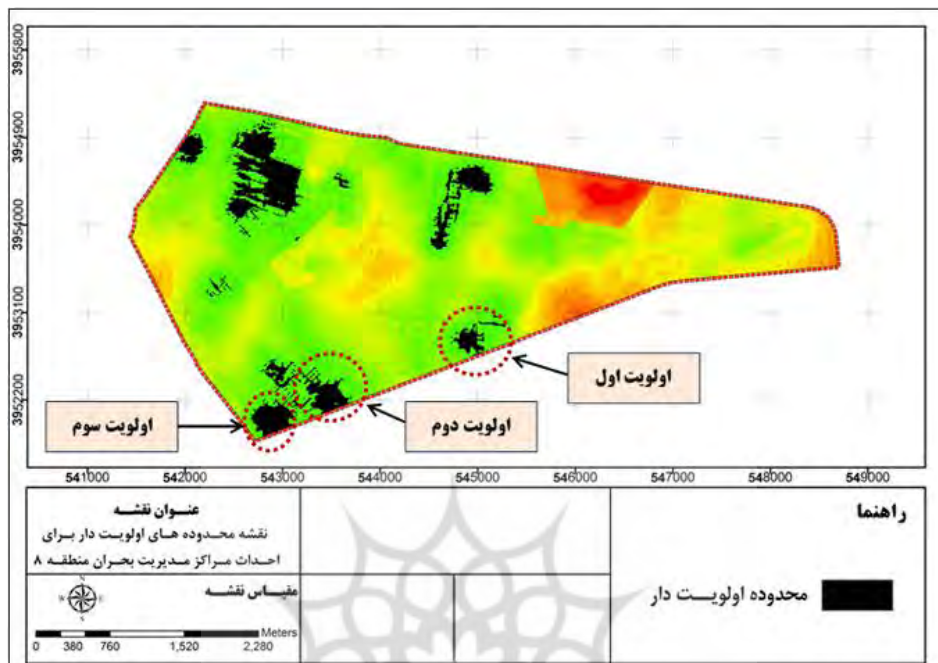 3955800
3954900
3954000
3953100
3952200
اولویت اول
اولویت دوم
اولویت سوم
541000 542000 543000 544000 545000 546000 547000 548000 549000
عنوان نقشه
نقشه محدوده های اولویت دار برای
احداث مراکز مدیریت بحران منطقه ۸
مقیاس نقشه
N
W E
S
Meters
0 380 760 1,520 2,280
راهنما
محدوده اولویت دار